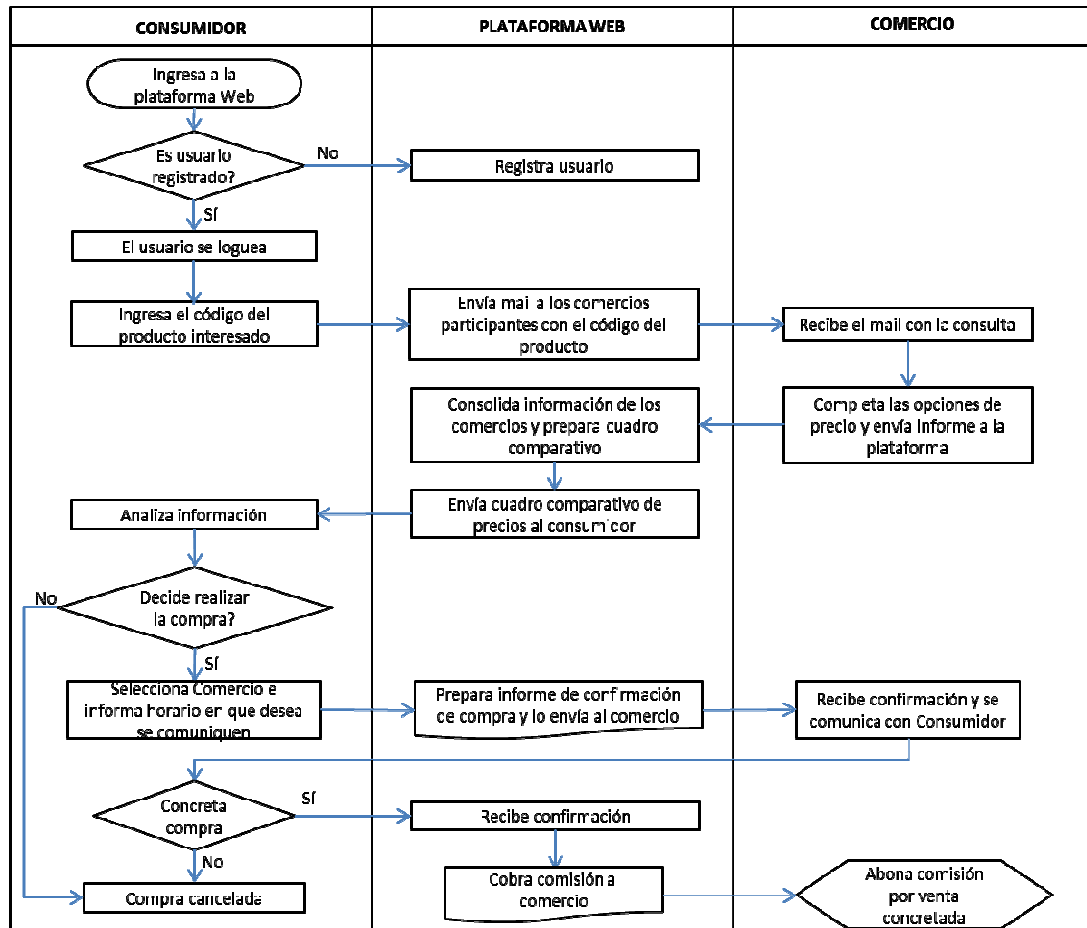 CONSUMIDOR
PLATAFORMA WEB
COMERCIO
Ingresa a la
plataforma Web
Es usuario
registrado?
No
Registra usuario
Sí
El usuario se loguea
Ingresa el código del
producto interesado
Envía mail a los comercios
participantes con el código del
producto
Recibe el mail con la consulta
Consolida información de los
comercios y prepara cuadro
comparativo
Completa las opciones de
precio y envía informe a la
plataforma
Analiza información
Envía cuadro comparativo de
precios al consumidor
No
Decide realizar
la compra?
Sí
Selecciona Comercio e
informa horario en que desea
se comuniquen
Prepara informe de confirmación
de compra y lo envía al comercio
Recibe confirmación y se
comunica con Consumidor
Concreta
compra
Sí
Recibe confirmación
No
Compra cancelada
Cobra comisión a
comercio
Abona comisión
por venta
concretada